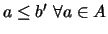 a ≤ b′ ∀a ∈ A